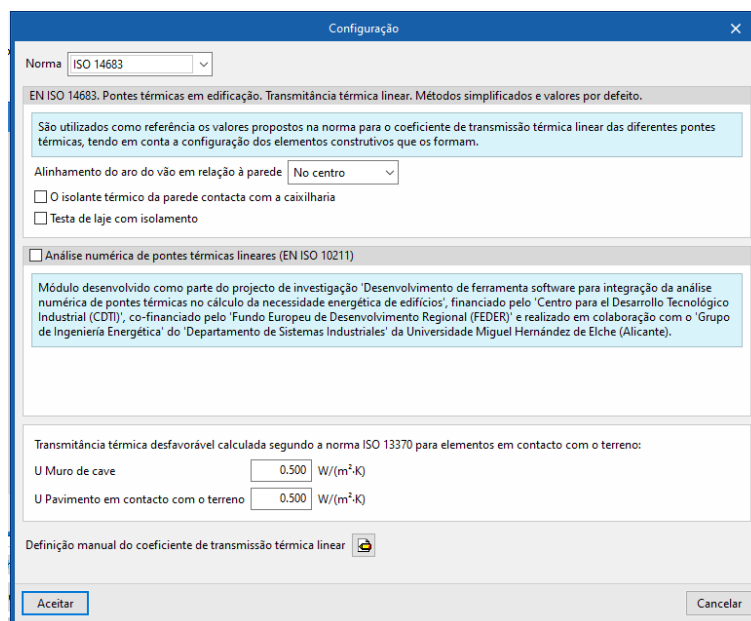 Configuração
Norma ISO 14683
EN ISO 14683. Pontes térmicas em edificação. Transmitância térmica linear. Métodos simplificados e valores por defeito.
São utilizados como referência os valores propostos na norma para o coeficiente de transmissão térmica linear das diferentes pontes
térmicas, tendo em conta a configuração dos elementos construtivos que os formam.
Alinhamento do aro do vão em relação à parede No centro
O isolante térmico da parede contacta com a caixilharia
Testa de laje com isolamento
Análise numérica de pontes térmicas lineares (EN ISO 10211)
Módulo desenvolvido como parte do projecto de investigação 'Desenvolvimento de ferramenta software para integração da análise
numérica de pontes térmicas no cálculo da necessidade energética de edifícios', financiado pelo 'Centro para el Desarrollo Tecnológico
Industrial (CDTI)', co-financiado pelo 'Fundo Europeu de Desenvolvimento Regional (FEDER)' e realizado em colaboração com o 'Grupo
de Ingeniería Energética' do 'Departamento de Sistemas Industriales' da Universidade Miguel Hernández de Elche (Alicante).
Transmitância térmica desfavorável calculada segundo a norma ISO 13370 para elementos em contacto com o terreno:
U Muro de cave 0.500 W/(m²·K)
U Pavimento em contacto com o terreno 0.500 W/(m²·K)
Definição manual do coeficiente de transmissão térmica linear
Aceitar Cancelar